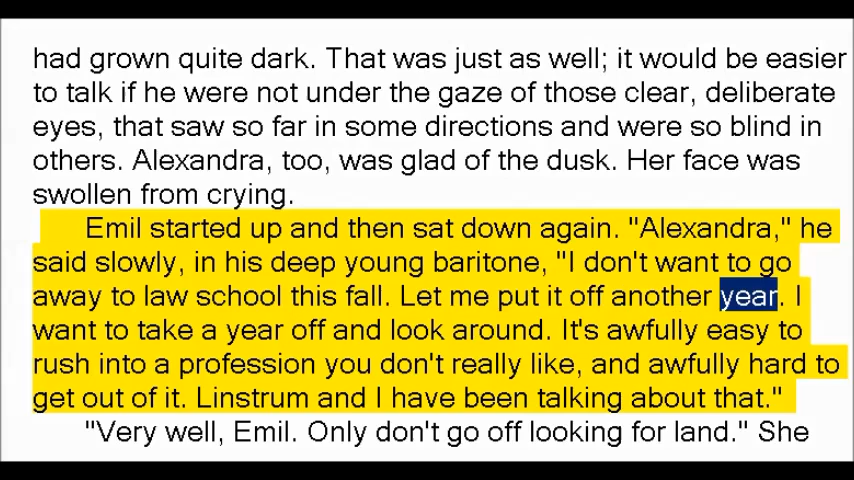 had grown quite dark. That was just as well; it would be easier
to talk if he were not under the gaze of those clear, deliberate
eyes, that saw so far in some directions and were so blind in
others. Alexandra, too, was glad of the dusk. Her face was
swollen from crying.
Emil started up and then sat down again. "Alexandra," he
said slowly, in his deep young baritone, "I don't want to go
away to law school this fall. Let me put it off another year. I
want to take a year off and look around. It's awfully easy to
rush into a profession you don't really like, and awfully hard to
get out of it. Linstrum and I have been talking about that."
"Very well, Emil. Only don't go off looking for land." She